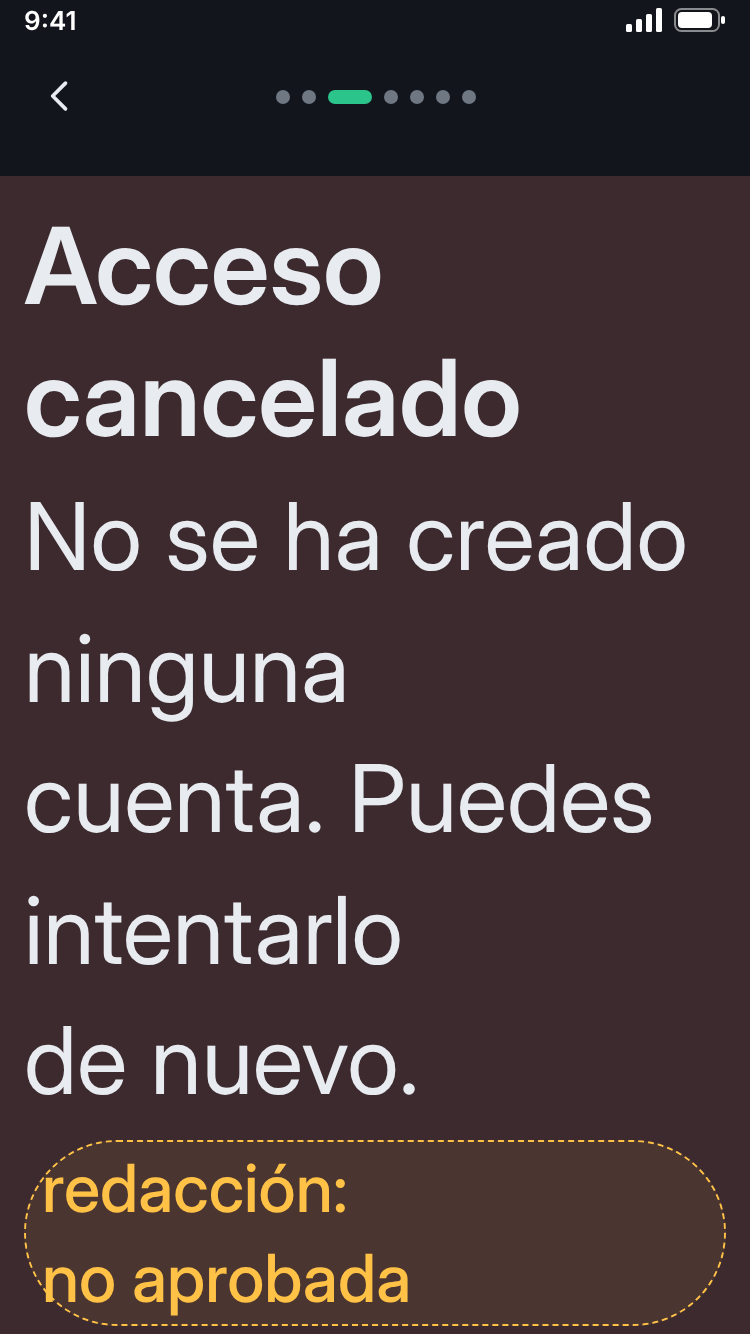 9:41
Acceso
cancelado
No se ha creado
ninguna
cuenta. Puedes
intentarlo
de nuevo.
redacción:
no aprobada